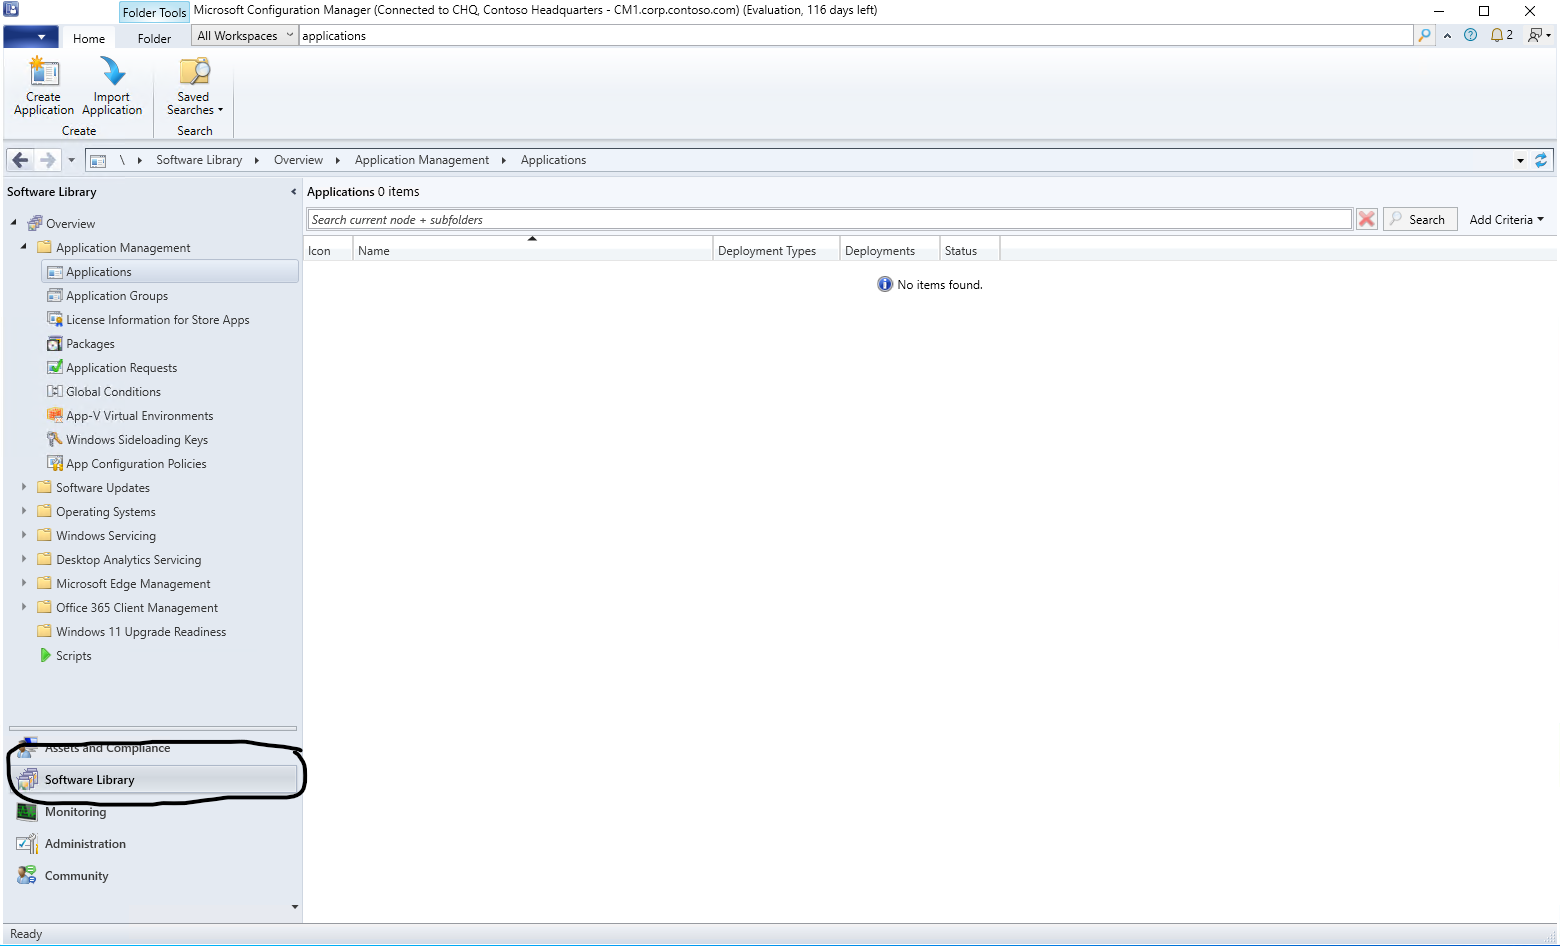 Folder Tools Microsoft Configuration Manager (Connected to CHQ, Contoso Headquarters - CM1.corp.contoso.com) (Evaluation, 116 days left)
Home Folder All Workspaces applications 2
Create Application
Import Application
Saved Searches
Create Search
\ Software Library Overview Application Management Applications
Software Library
Overview
Application Management
Applications
Application Groups
License Information for Store Apps
Packages
Application Requests
Global Conditions
App-V Virtual Environments
Windows Sideloading Keys
App Configuration Policies
Software Updates
Operating Systems
Windows Servicing
Desktop Analytics Servicing
Microsoft Edge Management
Office 365 Client Management
Windows 11 Upgrade Readiness
Scripts
Assets and Compliance
Software Library
Monitoring
Administration
Community
Applications 0 items
Search current node + subfolders Search Add Criteria
Icon Name Deployment Types Deployments Status
No items found.
Ready